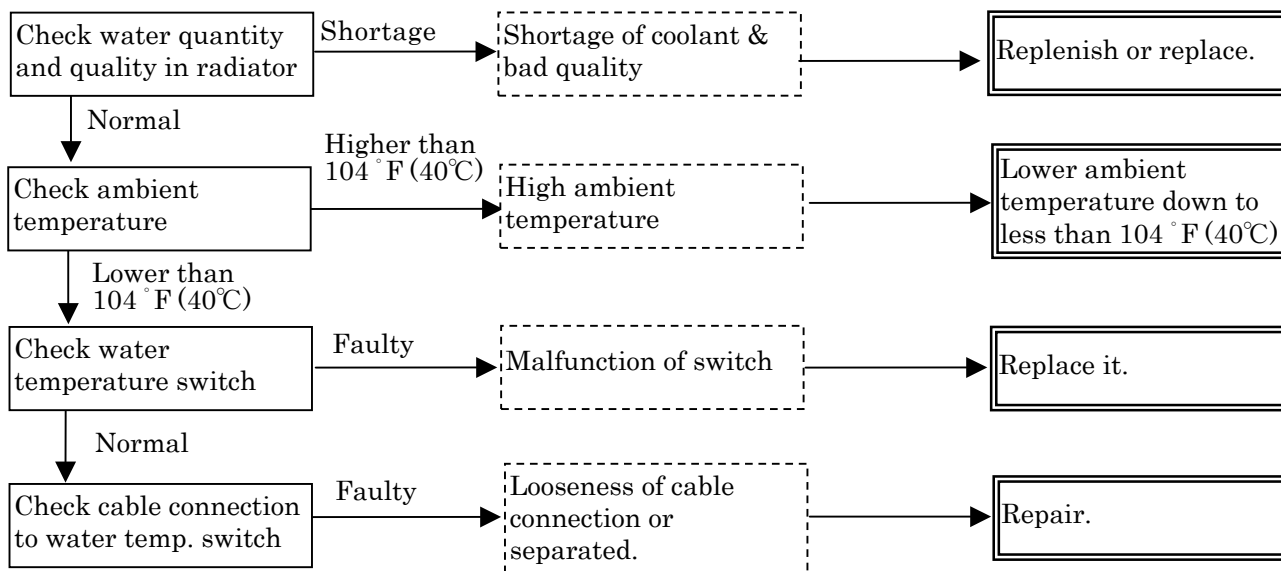 Check water quantity
and quality in radiator
Shortage
Shortage of coolant &
bad quality
Replenish or replace.
Normal
Check ambient
temperature
Higher than
104°F (40℃)
High ambient
temperature
Lower ambient
temperature down to
less than 104°F (40℃)
Lower than
104°F (40℃)
Check water
temperature switch
Faulty
Malfunction of switch
Replace it.
Normal
Check cable connection
to water temp. switch
Faulty
Looseness of cable
connection or
separated.
Repair.